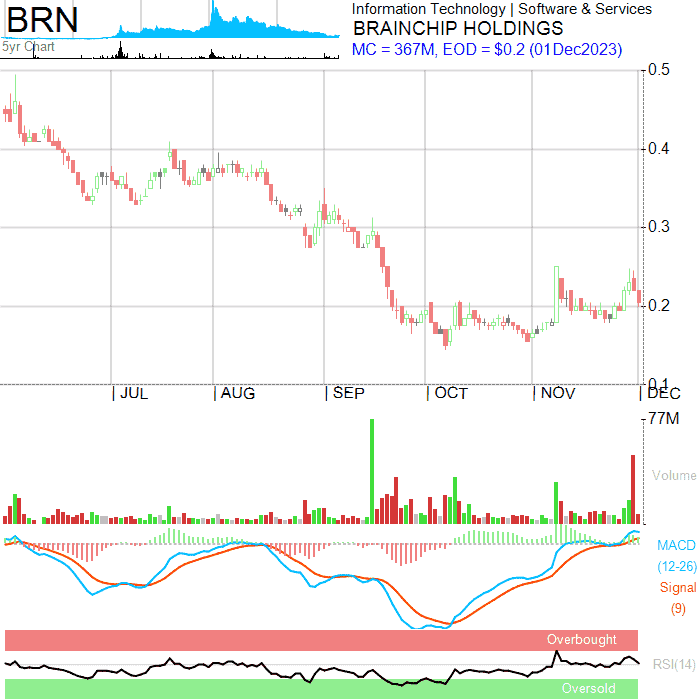 BRN
5yr Chart
Information Technology | Software & Services
BRAINCHIP HOLDINGS
MC = 367M, EOD = $0.2 (01Dec2023)
0.5
0.4
0.3
0.2
0.1
JUL AUG SEP OCT NOV DEC
77M
Volume
MACD
(12-26)
Signal
(9)
Overbought
RSI(14)
Oversold